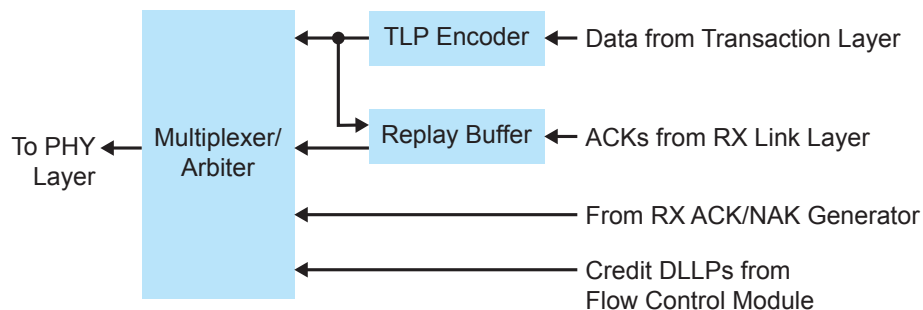 TLP Encoder
Data from Transaction Layer
To PHY
Layer
Multiplexer/
Arbiter
Replay Buffer
ACKs from RX Link Layer
From RX ACK/NAK Generator
Credit DLLPs from
Flow Control Module